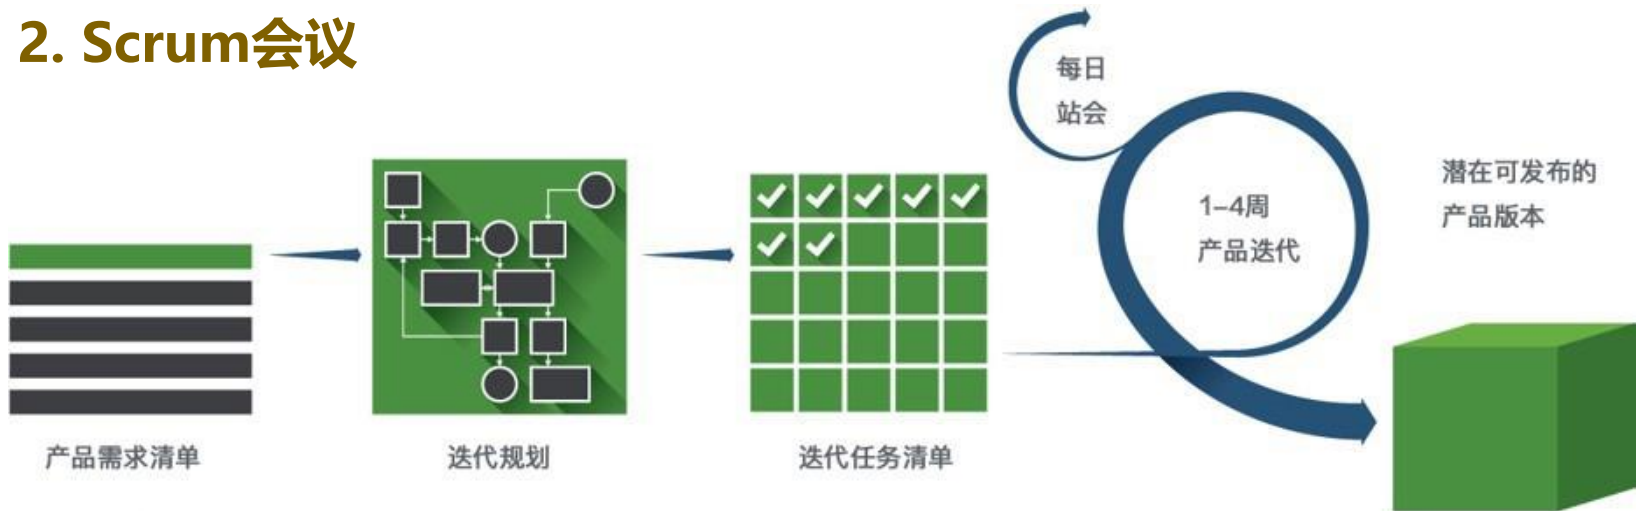 2. Scrum会议
每日
站会
1–4周
产品迭代
潜在可发布的
产品版本
产品需求清单
迭代规划
迭代任务清单